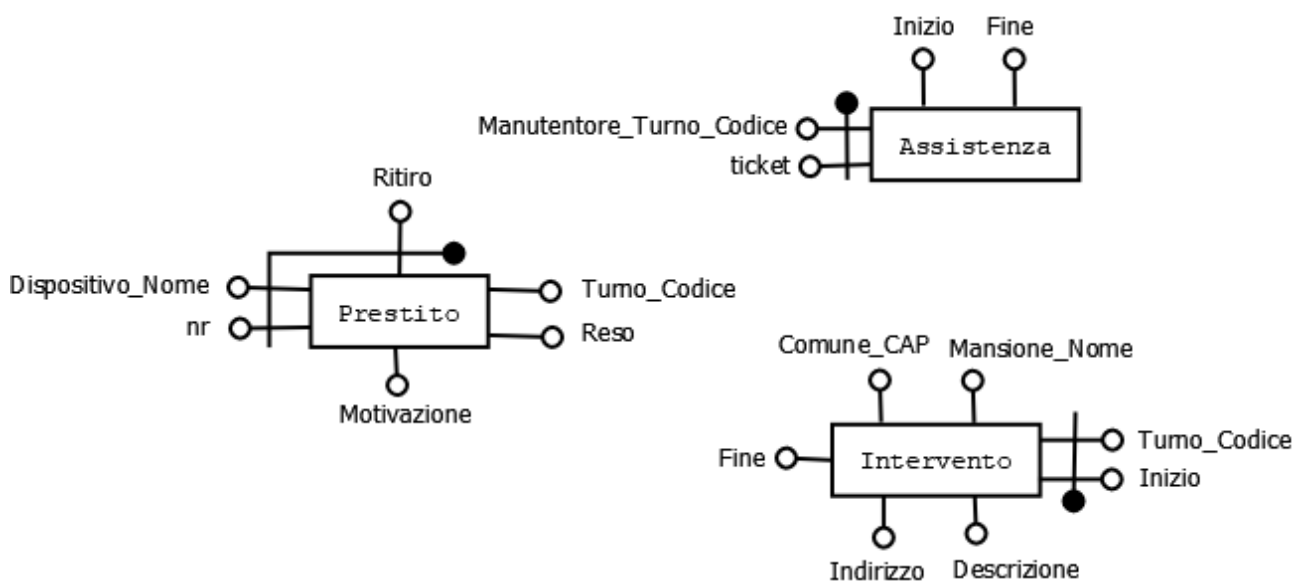 Inizio Fine
Manutentore_Turno_Codice
Assistenza
ticket
Ritiro
Dispositivo_Nome
Turno_Codice
Prestito
nr
Reso
Motivazione
Comune_CAP Mansione_Nome
Turno_Codice
Fine
Intervento
Inizio
Indirizzo Descrizione